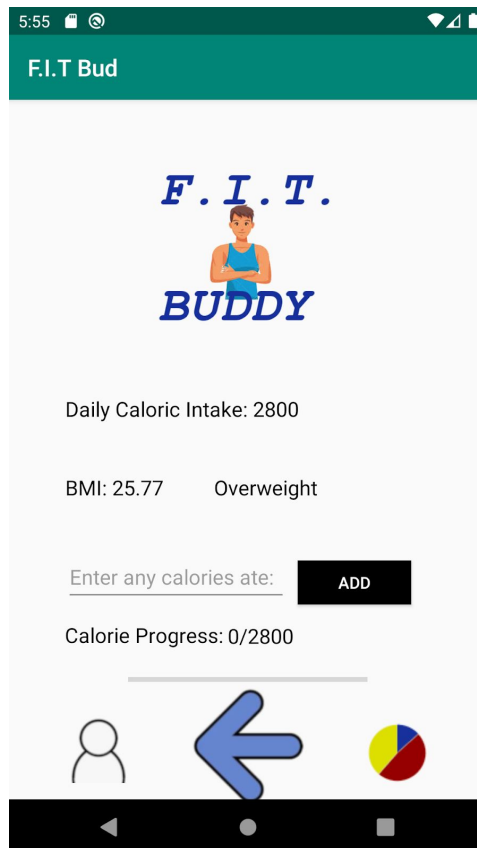 5:55
F.I.T Bud
F.I.T.
BUDDY
Daily Caloric Intake: 2800
BMI: 25.77 Overweight
Enter any calories ate: ADD
Calorie Progress: 0/2800